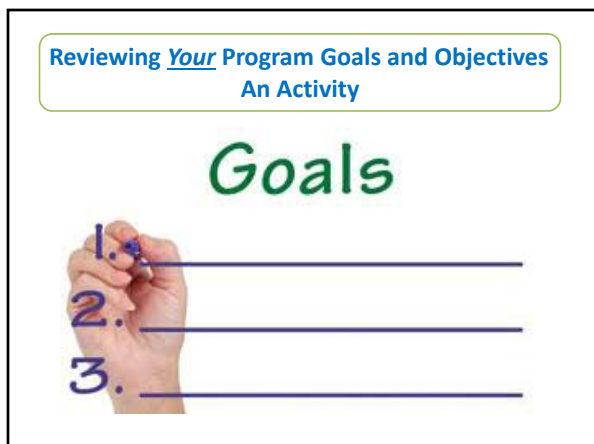 Reviewing Your Program Goals and Objectives
An Activity
Goals
1.
2.
3.